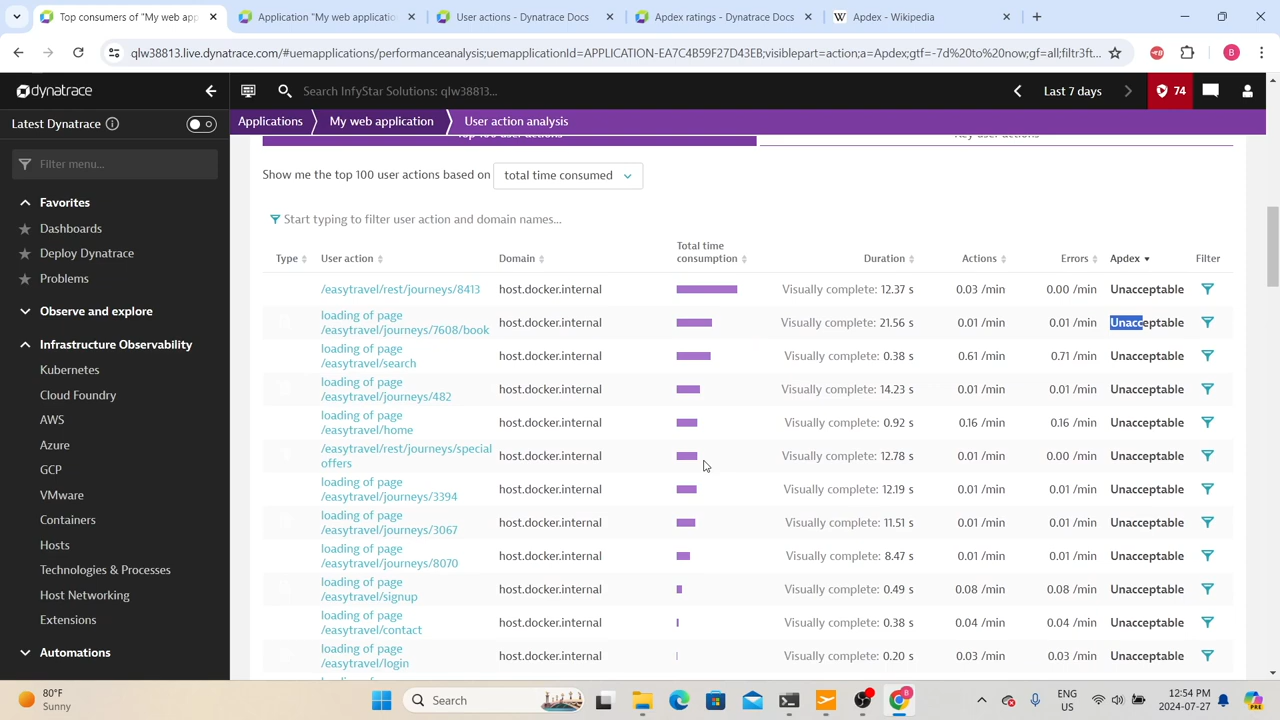 Top consumers of "My web app
Application "My web application
User actions - Dynatrace Docs
Apdex ratings - Dynatrace Docs
W Apdex - Wikipedia
qlw38813.live.dynatrace.com/#uemapplications/performanceanalysis;uemapplicationId=APPLICATION-EA7C4B59F27D43EB;visiblepart=action;a=Apdex;gtf=-7d%20to%20now;gf=all;filtr3ft...
B
dynatrace
Search InfyStar Solutions: qlw38813...
Last 7 days
74
Latest Dynatrace
Applications
My web application
User action analysis
Filter menu...
Favorites
Dashboards
Deploy Dynatrace
Problems
Observe and explore
Infrastructure Observability
Kubernetes
Cloud Foundry
AWS
Azure
GCP
VMware
Containers
Hosts
Technologies & Processes
Host Networking
Extensions
Automations
Top 100 user actions
Key user actions
Show me the top 100 user actions based on total time consumed
Start typing to filter user action and domain names...
Type User action Domain Total time consumption Duration Actions Errors Apdex Filter
/easytravel/rest/journeys/8413 host.docker.internal Visually complete: 12.37 s 0.03 /min 0.00 /min Unacceptable
loading of page
/easytravel/journeys/7608/book host.docker.internal Visually complete: 21.56 s 0.01 /min 0.01 /min Unacceptable
loading of page
/easytravel/search host.docker.internal Visually complete: 0.38 s 0.61 /min 0.71 /min Unacceptable
loading of page
/easytravel/journeys/482 host.docker.internal Visually complete: 14.23 s 0.01 /min 0.01 /min Unacceptable
loading of page
/easytravel/home host.docker.internal Visually complete: 0.92 s 0.16 /min 0.16 /min Unacceptable
/easytravel/rest/journeys/special
offers host.docker.internal Visually complete: 12.78 s 0.01 /min 0.00 /min Unacceptable
loading of page
/easytravel/journeys/3394 host.docker.internal Visually complete: 12.19 s 0.01 /min 0.01 /min Unacceptable
loading of page
/easytravel/journeys/3067 host.docker.internal Visually complete: 11.51 s 0.01 /min 0.01 /min Unacceptable
loading of page
/easytravel/journeys/8070 host.docker.internal Visually complete: 8.47 s 0.01 /min 0.01 /min Unacceptable
loading of page
/easytravel/signup host.docker.internal Visually complete: 0.49 s 0.08 /min 0.08 /min Unacceptable
loading of page
/easytravel/contact host.docker.internal Visually complete: 0.38 s 0.04 /min 0.04 /min Unacceptable
loading of page
/easytravel/login host.docker.internal Visually complete: 0.20 s 0.03 /min 0.03 /min Unacceptable
80°F
Sunny
Search
ENG
US
12:54 PM
2024-07-27